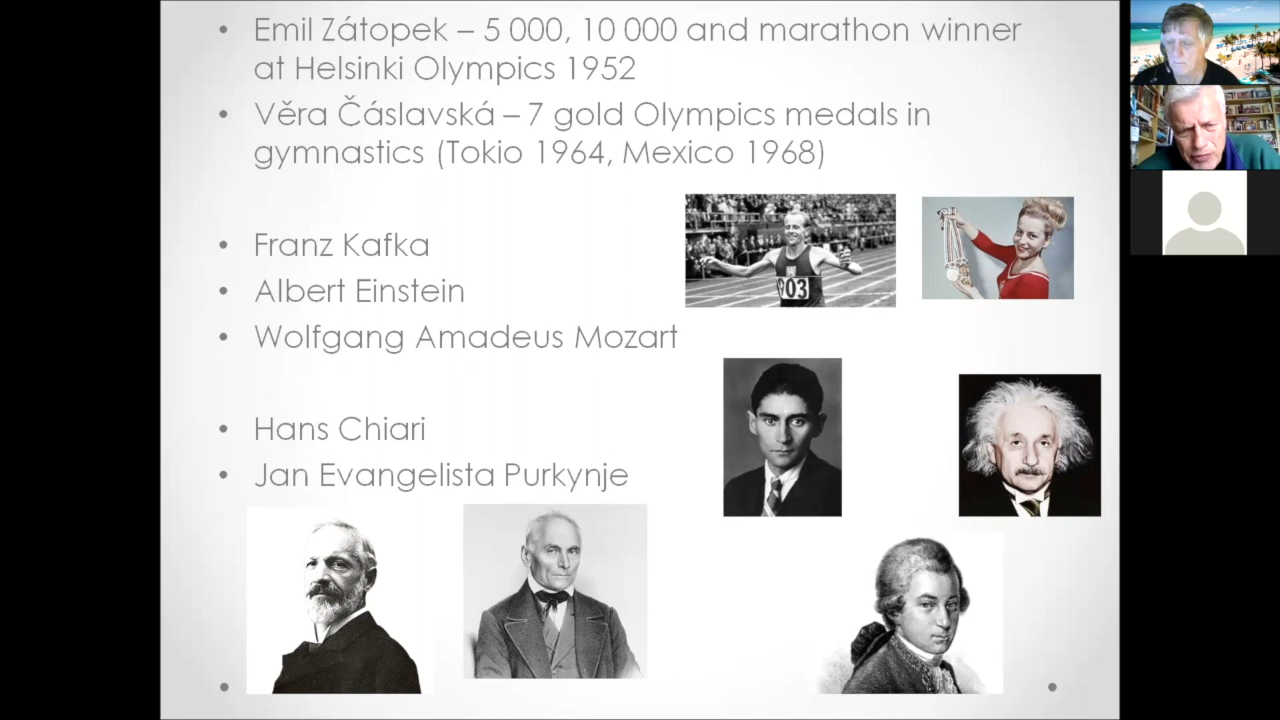 • Emil Zátopek – 5 000, 10 000 and marathon winner
at Helsinki Olympics 1952
• Věra Čáslavská – 7 gold Olympics medals in
gymnastics (Tokio 1964, Mexico 1968)
• Franz Kafka
• Albert Einstein
• Wolfgang Amadeus Mozart
• Hans Chiari
• Jan Evangelista Purkynje
903